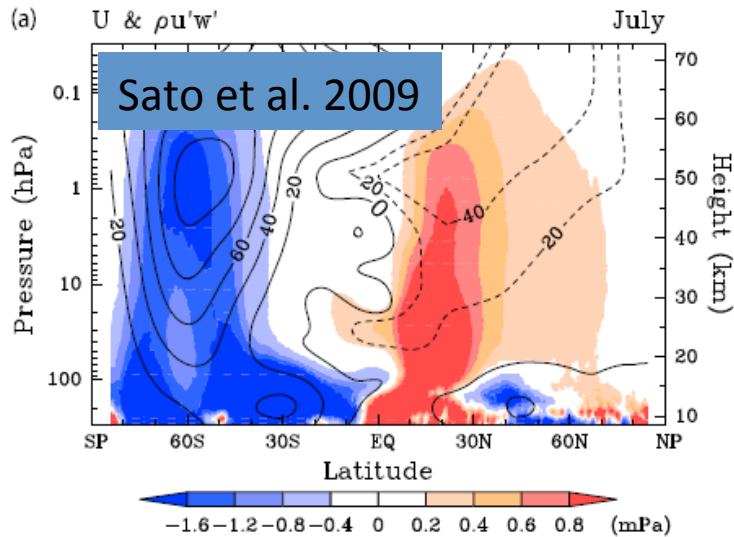 (a) U & ρu'w' July
Sato et al. 2009
0.1
1
10
100
Pressure (hPa)
70
60
50
40
30
20
10
Height (km)
20
60
40
20
20
0
40
20
SP 60S 30S EQ 30N 60N NP
Latitude
−1.6 −1.2 −0.8 −0.4 0 0.2 0.4 0.6 0.8 (mPa)